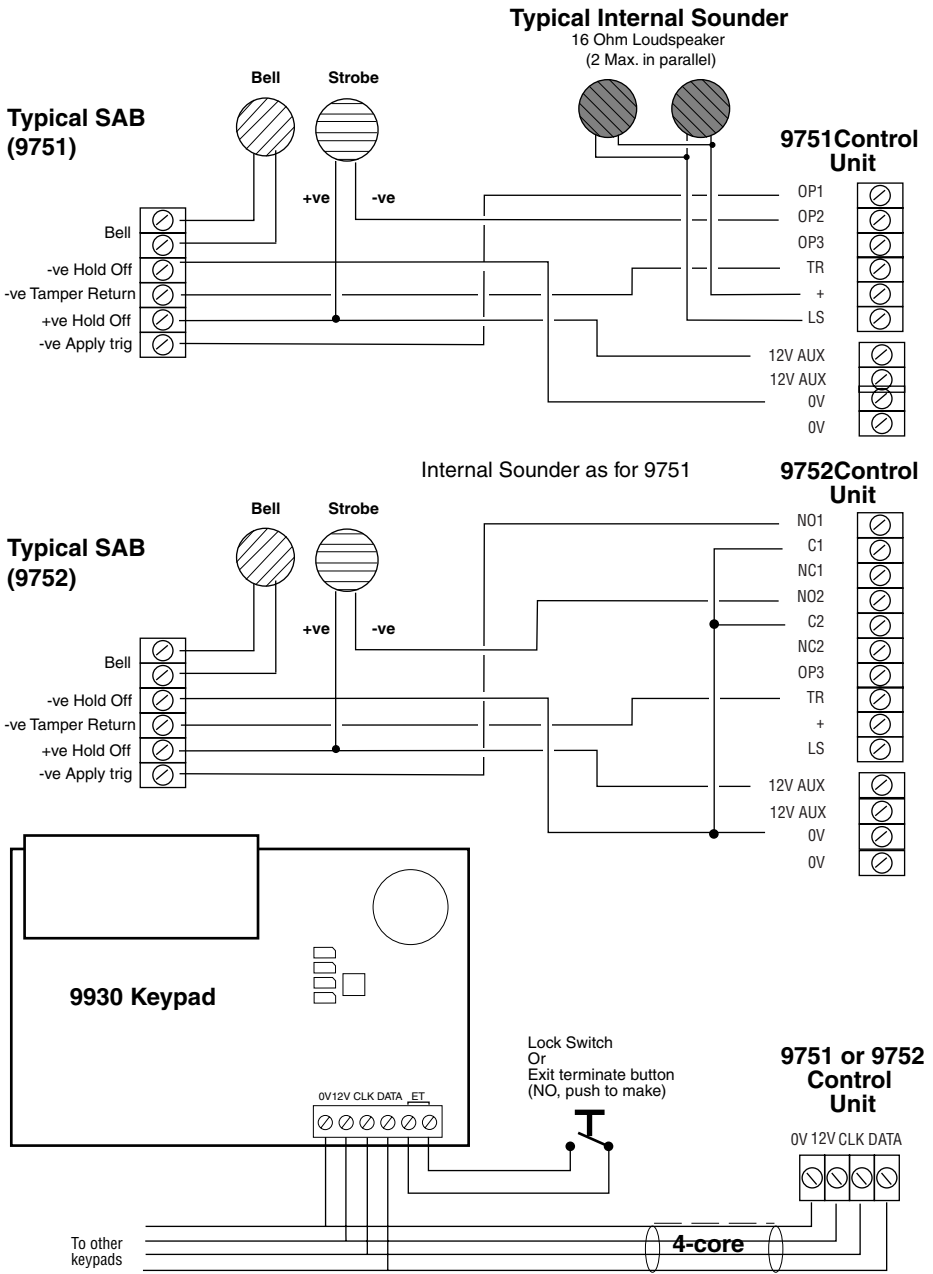 Typical Internal Sounder
16 Ohm Loudspeaker
(2 Max. in parallel)
Bell
Strobe
Typical SAB
(9751)
9751Control
Unit
+ve
-ve
Bell
-ve Hold Off
-ve Tamper Return
+ve Hold Off
-ve Apply trig
OP1
OP2
OP3
TR
+
LS
12V AUX
12V AUX
0V
0V
Internal Sounder as for 9751
9752Control
Unit
Bell
Strobe
Typical SAB
(9752)
+ve
-ve
Bell
-ve Hold Off
-ve Tamper Return
+ve Hold Off
-ve Apply trig
NO1
C1
NC1
NO2
C2
NC2
OP3
TR
+
LS
12V AUX
12V AUX
0V
0V
9930 Keypad
0V12V CLK DATA ET
Lock Switch
Or
Exit terminate button
(NO, push to make)
9751 or 9752
Control
Unit
0V 12V CLK DATA
To other
keypads
4-core